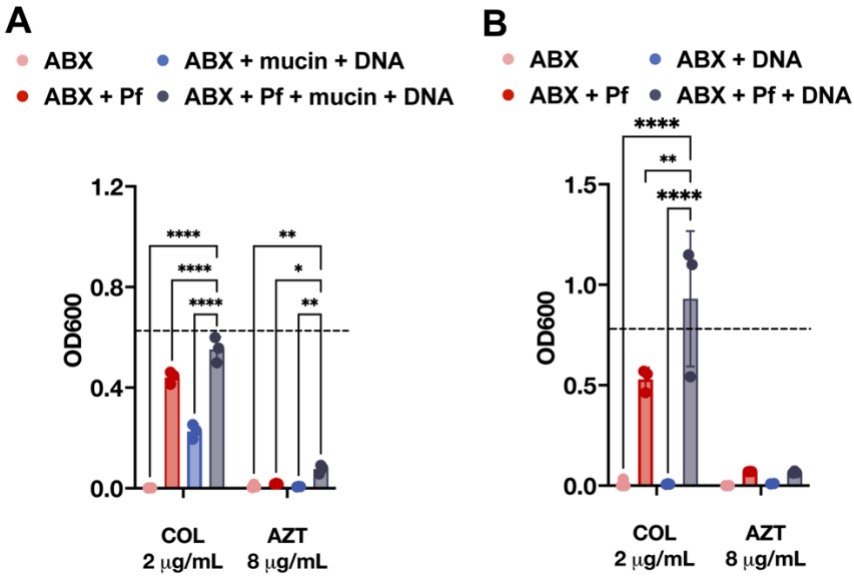 A
ABX
ABX + mucin + DNA
ABX + Pf
ABX + Pf + mucin + DNA
OD600
1.2
0.8
0.4
0.0
****
****
****
**
*
**
COL
2 μg/mL
AZT
8 μg/mL
B
ABX
ABX + DNA
ABX + Pf
ABX + Pf + DNA
OD600
1.5
1.0
0.5
0.0
****
**
****
COL
2 μg/mL
AZT
8 μg/mL